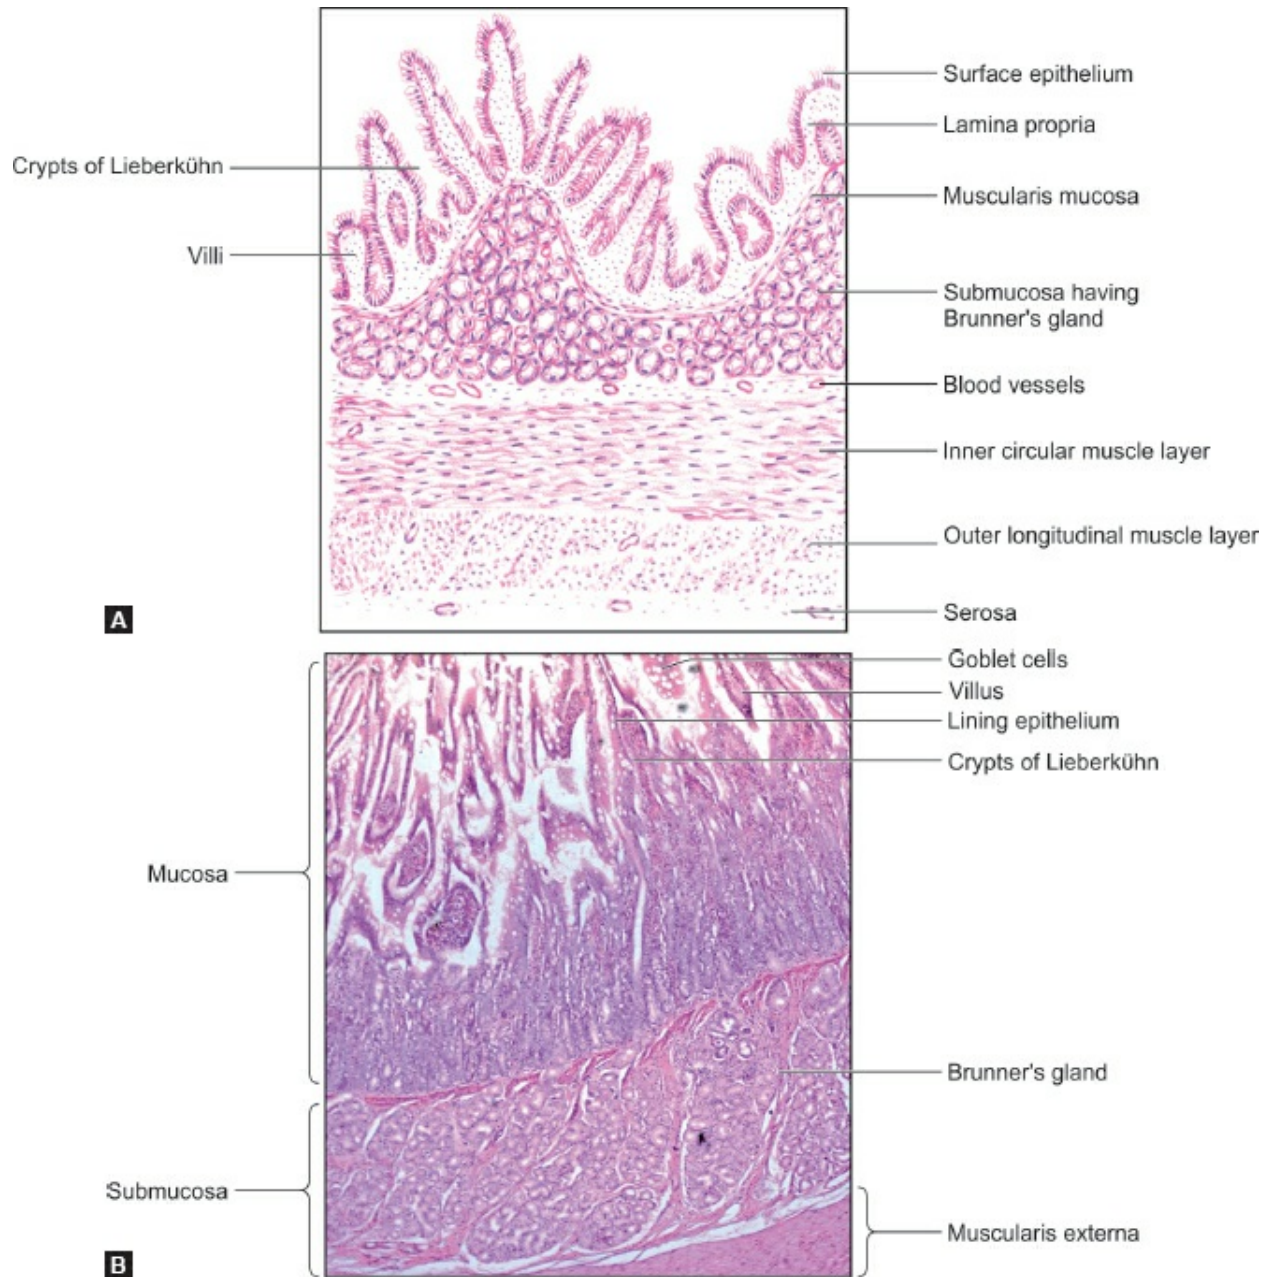 Surface epithelium
Lamina propria
Crypts of Lieberkühn
Muscularis mucosa
Villi
Submucosa having
Brunner's gland
Blood vessels
Inner circular muscle layer
Outer longitudinal muscle layer
Serosa
A
Goblet cells
Villus
Lining epithelium
Crypts of Lieberkühn
Mucosa
Brunner's gland
Submucosa
Muscularis externa
B